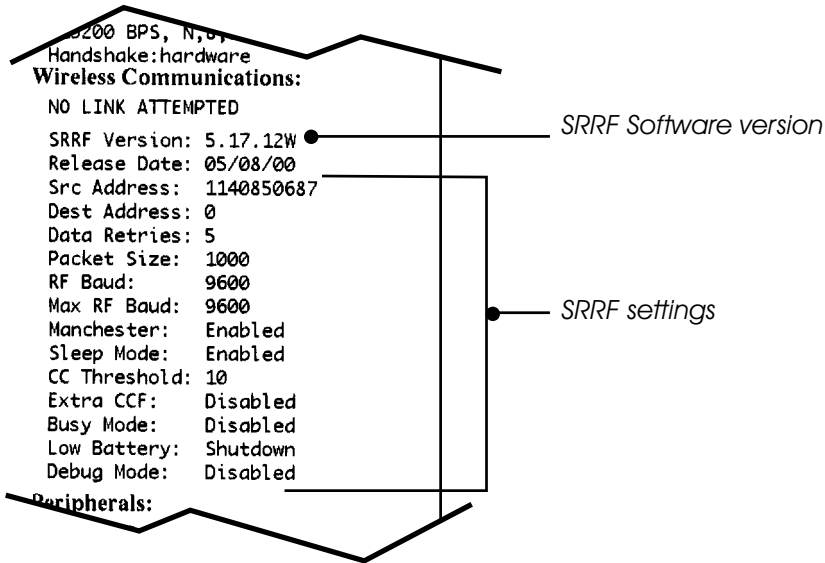 BPS, N,8,
Handshake:hardware
Wireless Communications:
NO LINK ATTEMPTED
SRRF Version: 5.17.12W
SRRF Software version
Release Date: 05/08/00
Src Address: 1140850687
Dest Address: 0
Data Retries: 5
Packet Size: 1000
RF Baud: 9600
Max RF Baud: 9600
SRRF settings
Manchester: Enabled
Sleep Mode: Enabled
CC Threshold: 10
Extra CCF: Disabled
Busy Mode: Disabled
Low Battery: Shutdown
Debug Mode: Disabled
Peripherals: